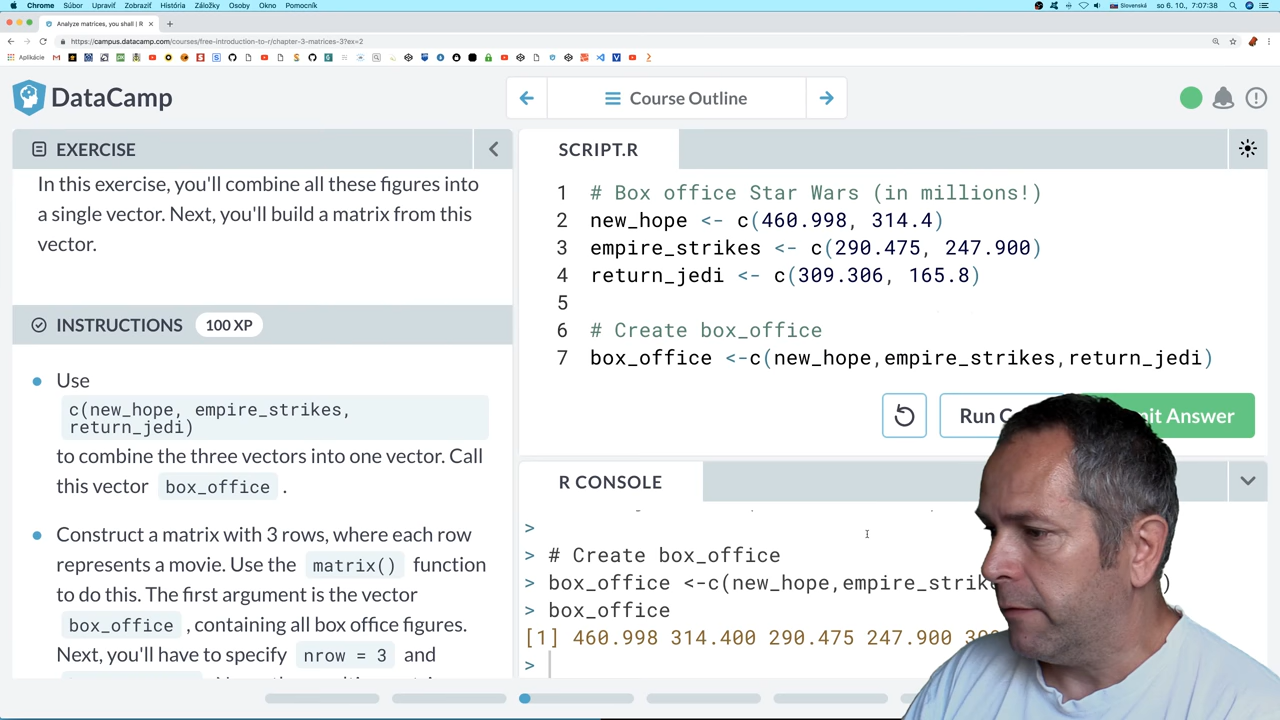 Chrome Súbor Upraviť Zobraziť História Záložky Osoby Okno Pomocník
Slovenská so 6. 10., 7:07:38
Analyze matrices, you shall | R
https://campus.datacamp.com/courses/free-introduction-to-r/chapter-3-matrices-3?ex=2
Aplikácie
DataCamp
Course Outline
EXERCISE
In this exercise, you'll combine all these figures into
a single vector. Next, you'll build a matrix from this
vector.
INSTRUCTIONS 100 XP
Use
c(new_hope, empire_strikes,
return_jedi)
to combine the three vectors into one vector. Call
this vector box_office .
Construct a matrix with 3 rows, where each row
represents a movie. Use the matrix() function
to do this. The first argument is the vector
box_office , containing all box office figures.
Next, you'll have to specify nrow = 3 and
SCRIPT.R
1 # Box office Star Wars (in millions!)
2 new_hope <- c(460.998, 314.4)
3 empire_strikes <- c(290.475, 247.900)
4 return_jedi <- c(309.306, 165.8)
5
6 # Create box_office
7 box_office <-c(new_hope,empire_strikes,return_jedi)
Run
Answer
R CONSOLE
>
> # Create box_office
> box_office <-c(new_hope,empire_strik
)
> box_office
[1] 460.998 314.400 290.475 247.900
>